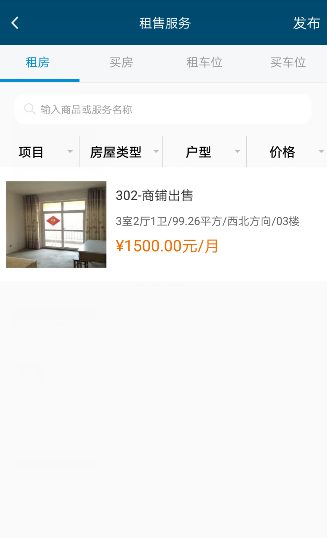 租售服务 发布
租房 买房 租车位 买车位
输入商品或服务名称
项目 房屋类型 户型 价格
302-商铺出售
3室2厅1卫/99.26平方/西北方向/03楼
¥1500.00元/月